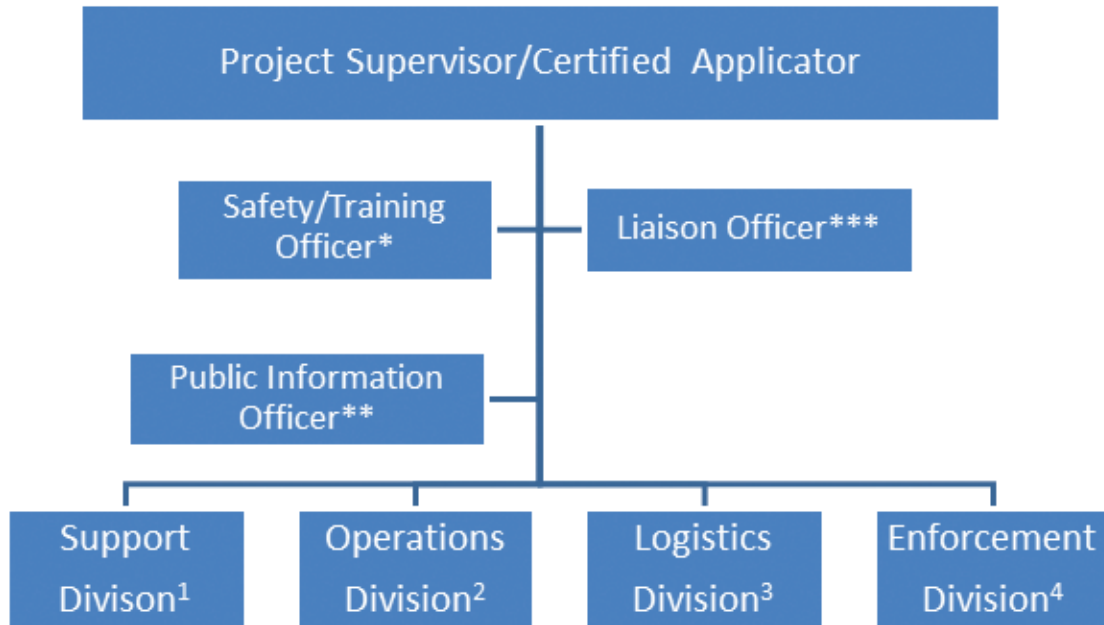 Project Supervisor/Certified Applicator
Safety/Training
Officer*
Liaison Officer***
Public Information
Officer**
Support
Divison¹
Operations
Division²
Logistics
Division³
Enforcement
Division⁴